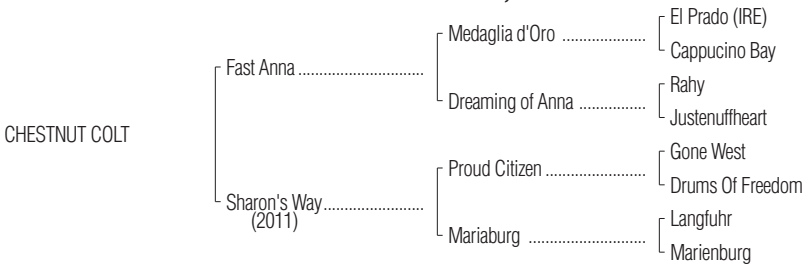 El Prado (IRE)
Medaglia d'Oro ..................
Cappucino Bay
Fast Anna ...........................
Rahy
Dreaming of Anna ................
Justenuffheart
CHESTNUT COLT
Gone West
Proud Citizen ......................
Drums Of Freedom
Sharon's Way ......................
(2011)
Langfuhr
Mariaburg .........................
Marienburg